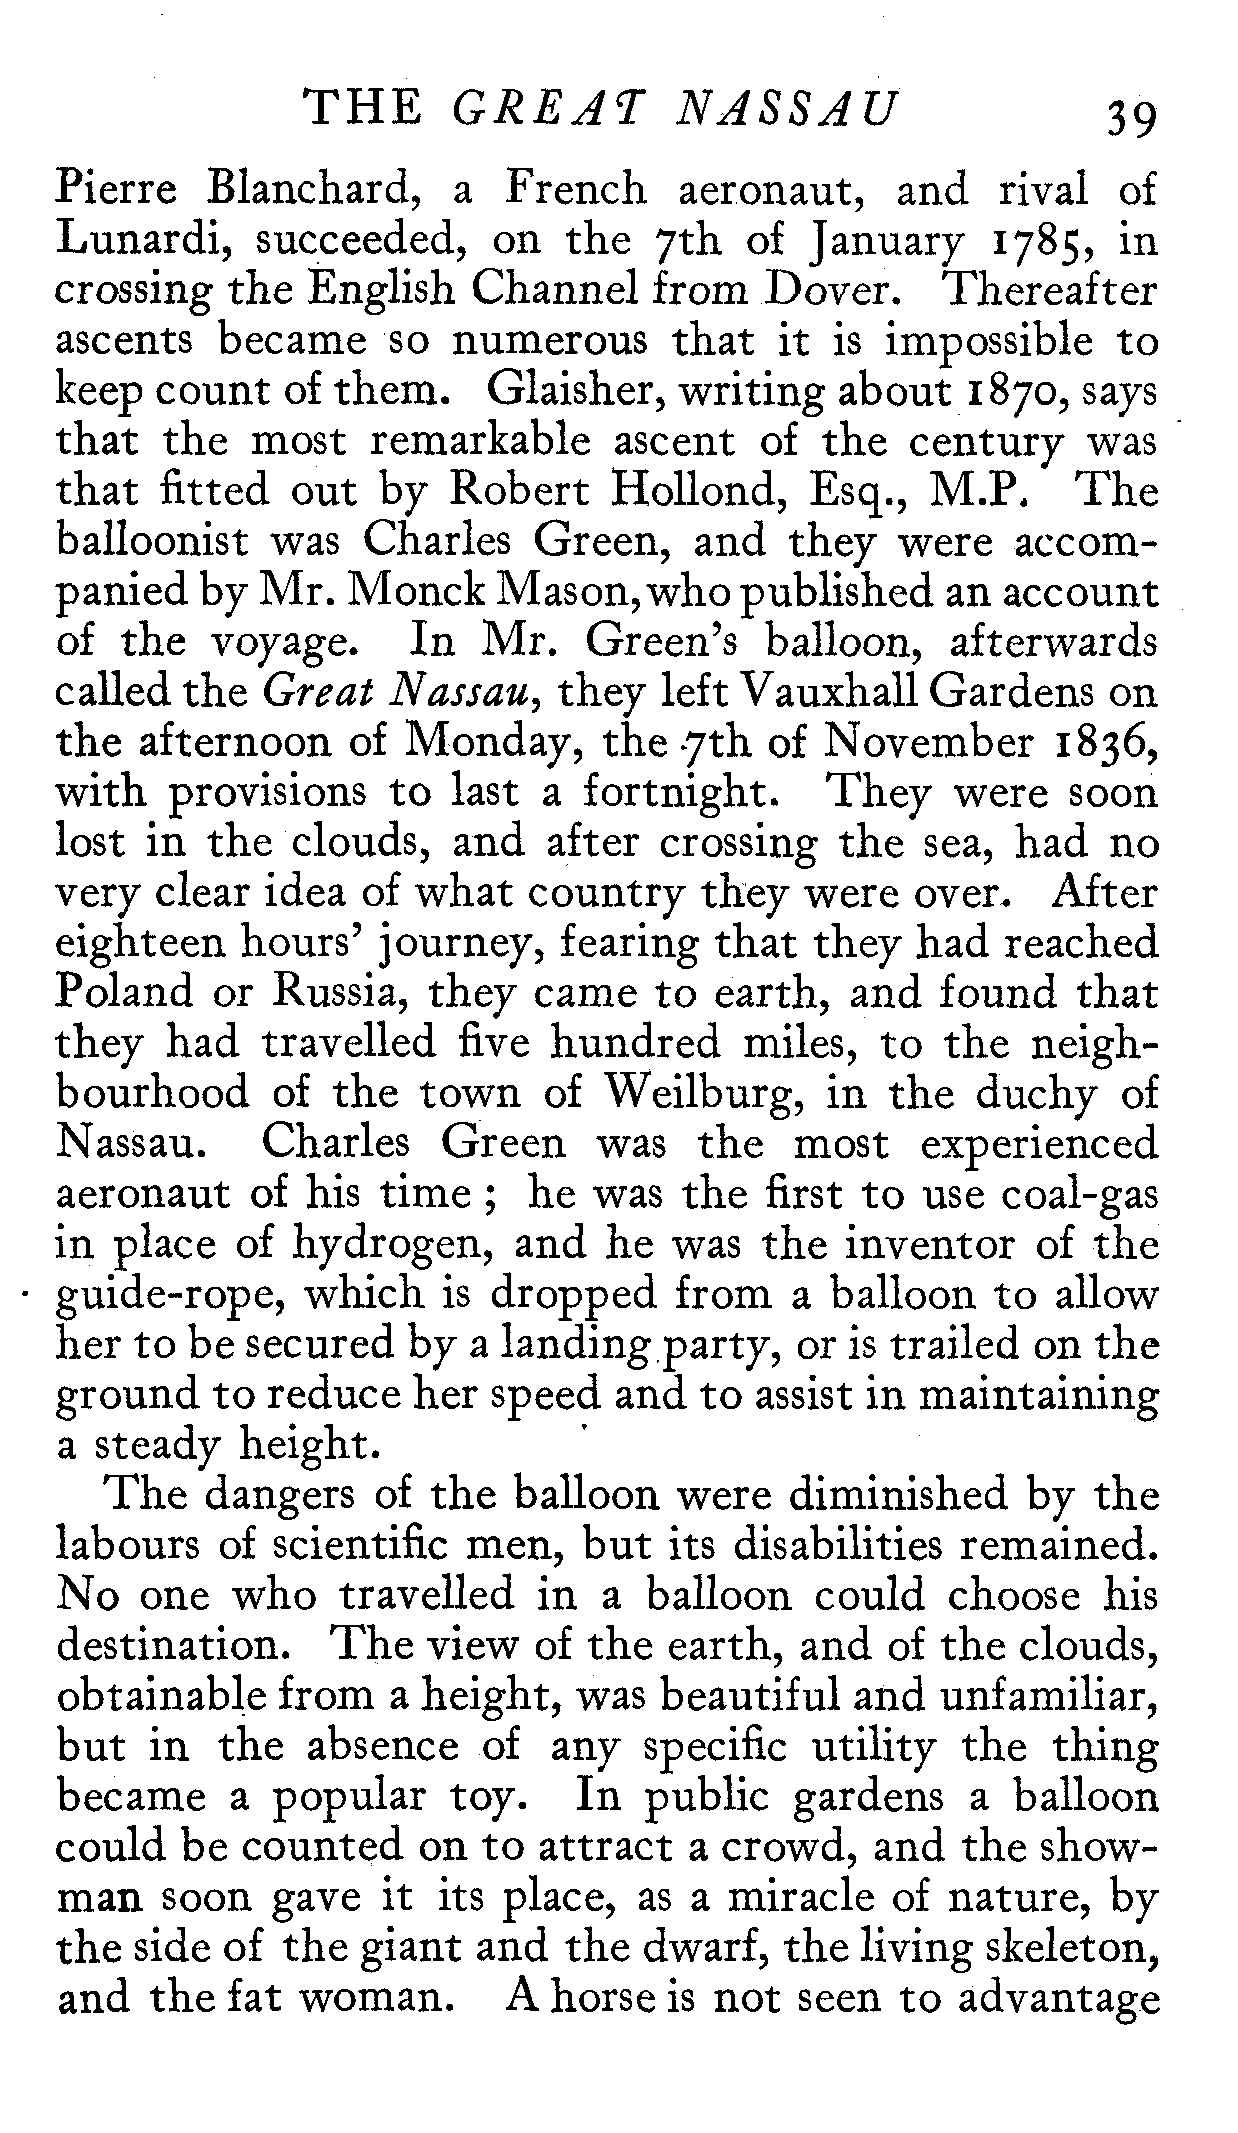 THE GREAT NASSAU 39
Pierre Blanchard, a French aeronaut, and rival of
Lunardi, succeeded, on the 7th of January 1785, in
crossing the English Channel from Dover. Thereafter
ascents became so numerous that it is impossible to
keep count of them. Glaisher, writing about 1870, says
that the most remarkable ascent of the century was
that fitted out by Robert Hollond, Esq., M.P. The
balloonist was Charles Green, and they were accom-
panied by Mr. Monck Mason, who published an account
of the voyage. In Mr. Green's balloon, afterwards
called the Great Nassau, they left Vauxhall Gardens on
the afternoon of Monday, the 7th of November 1836,
with provisions to last a fortnight. They were soon
lost in the clouds, and after crossing the sea, had no
very clear idea of what country they were over. After
eighteen hours' journey, fearing that they had reached
Poland or Russia, they came to earth, and found that
they had travelled five hundred miles, to the neigh-
bourhood of the town of Weilburg, in the duchy of
Nassau. Charles Green was the most experienced
aeronaut of his time ; he was the first to use coal-gas
in place of hydrogen, and he was the inventor of the
guide-rope, which is dropped from a balloon to allow
her to be secured by a landing party, or is trailed on the
ground to reduce her speed and to assist in maintaining
a steady height.
The dangers of the balloon were diminished by the
labours of scientific men, but its disabilities remained.
No one who travelled in a balloon could choose his
destination. The view of the earth, and of the clouds,
obtainable from a height, was beautiful and unfamiliar,
but in the absence of any specific utility the thing
became a popular toy. In public gardens a balloon
could be counted on to attract a crowd, and the show-
man soon gave it its place, as a miracle of nature, by
the side of the giant and the dwarf, the living skeleton,
and the fat woman. A horse is not seen to advantage